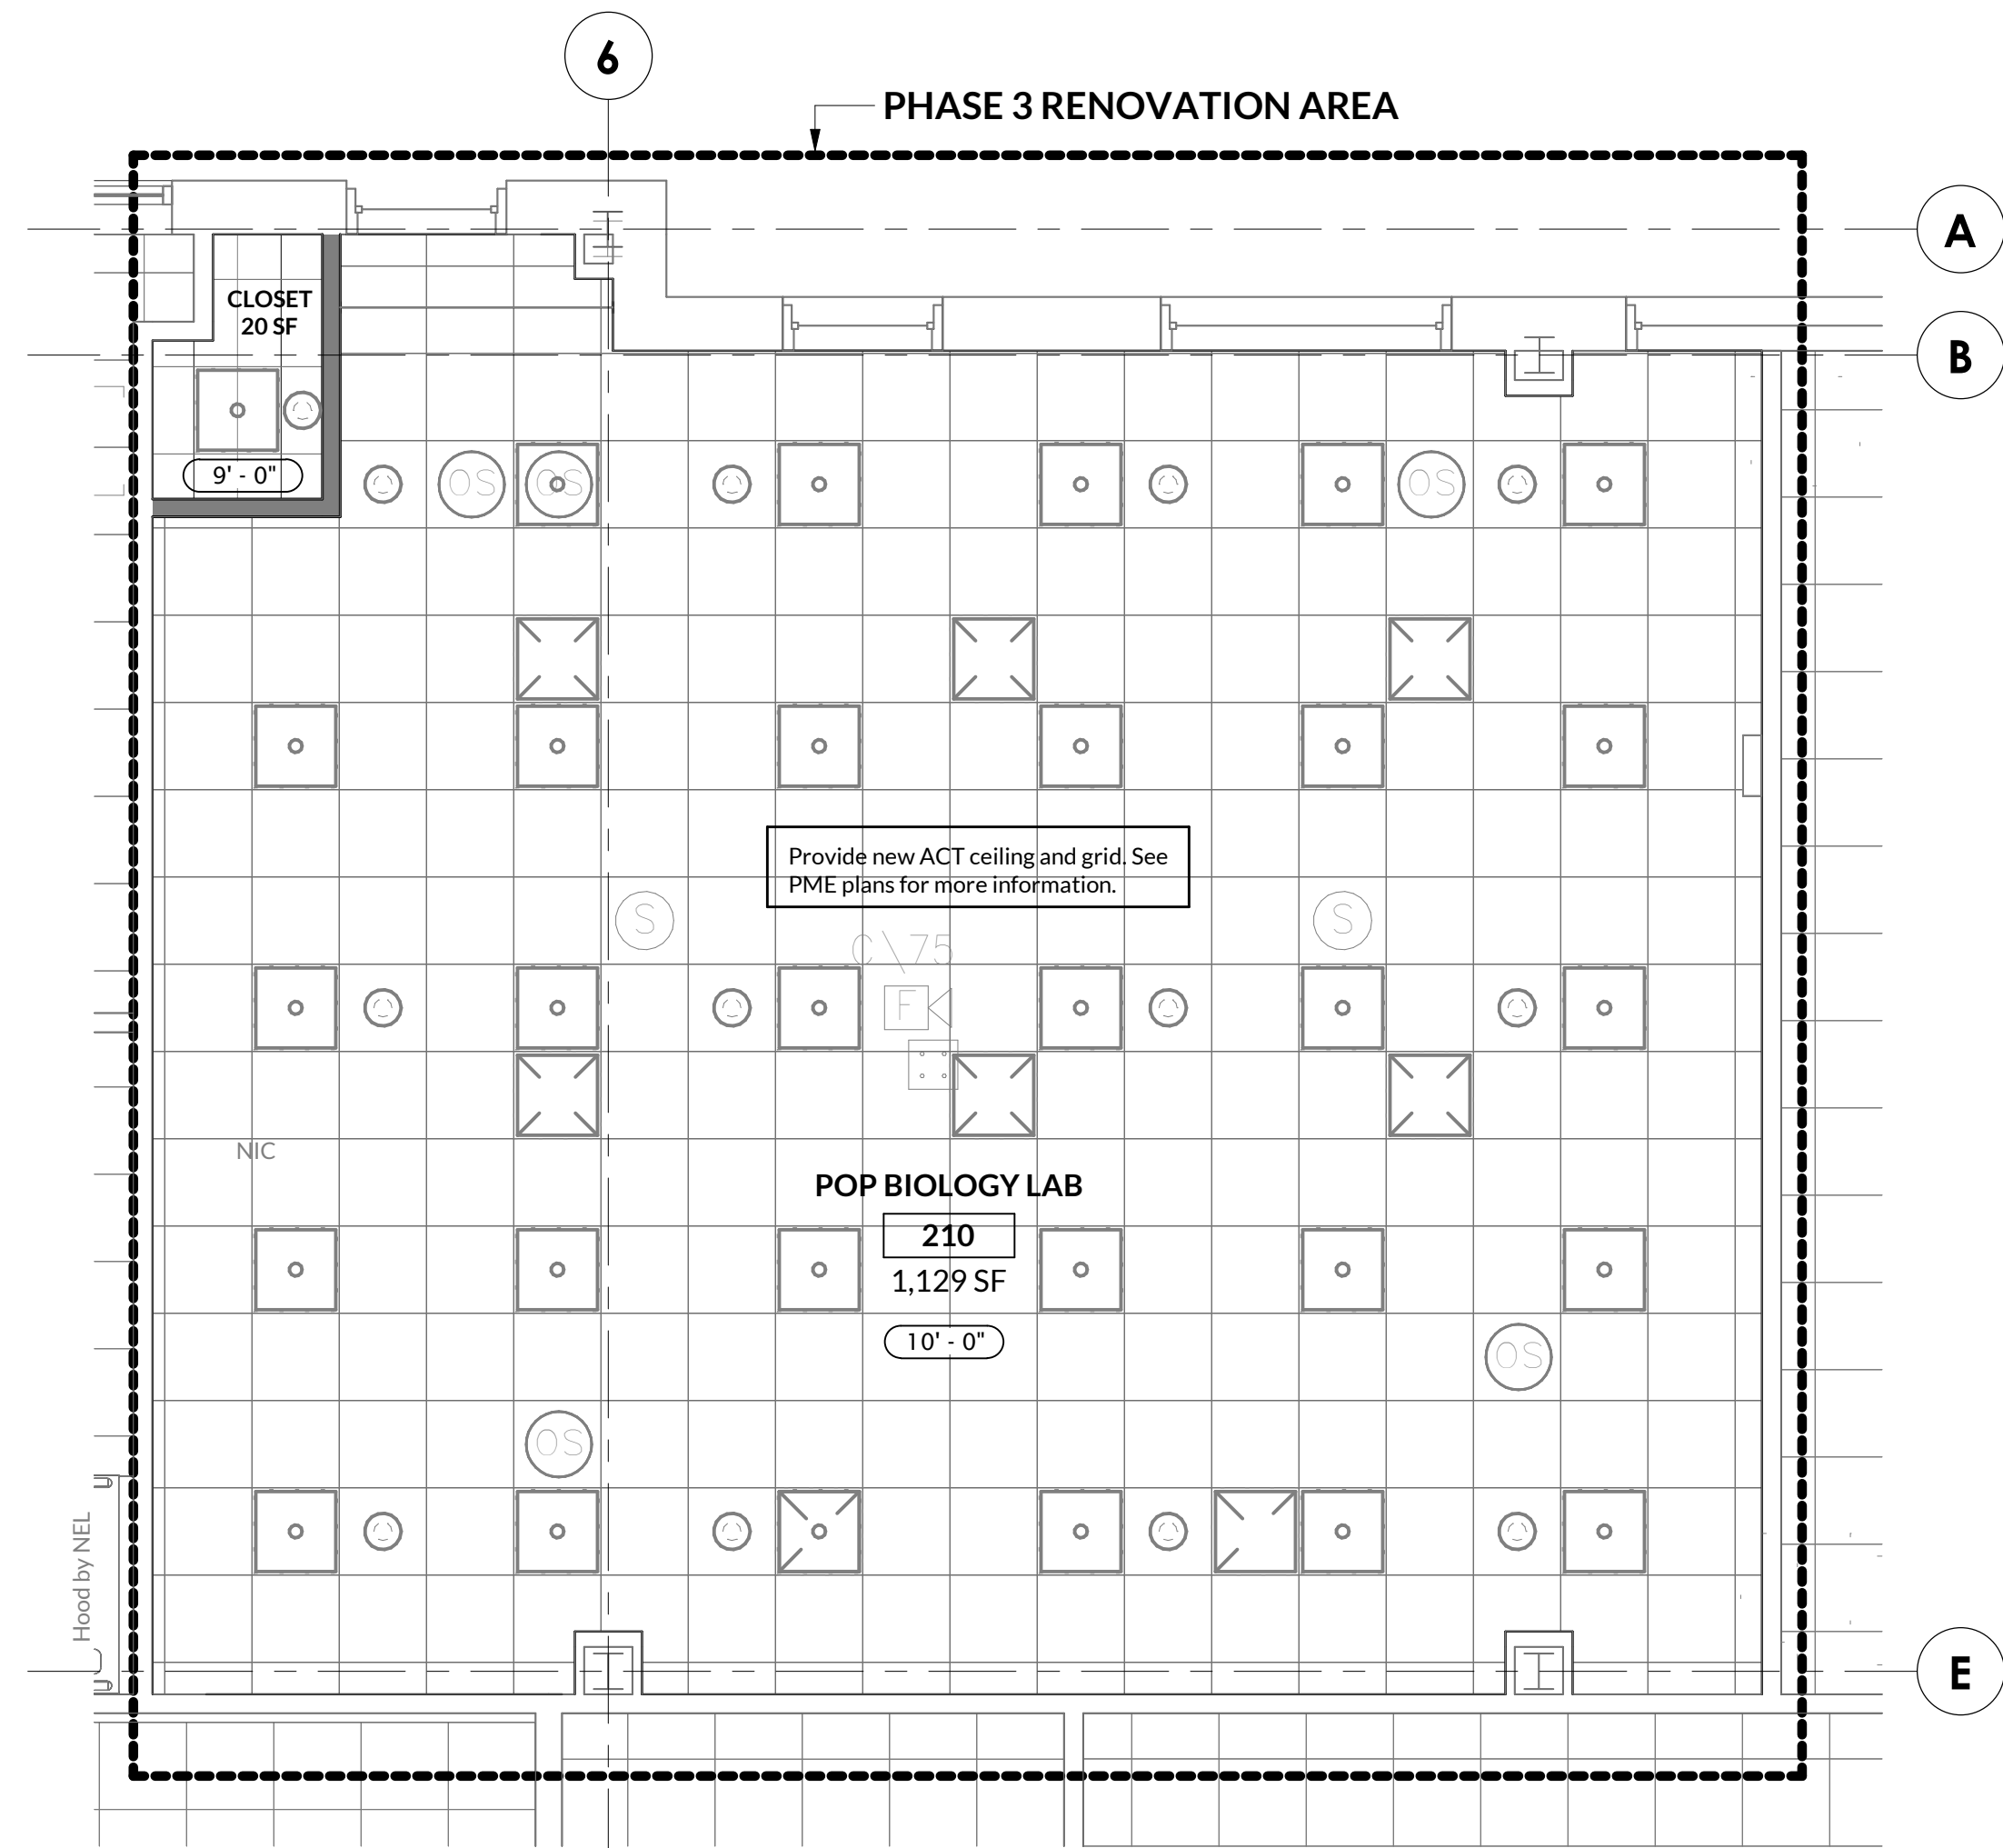 6
PHASE 3 RENOVATION AREA
A
B
CLOSET
20 SF
9' - 0"
OS
OS
OS
Provide new ACT ceiling and grid. See
PME plans for more information.
S
S
C\75
F
NIC
POP BIOLOGY LAB
210
1,129 SF
10' - 0"
OS
OS
Hood by NEL
E